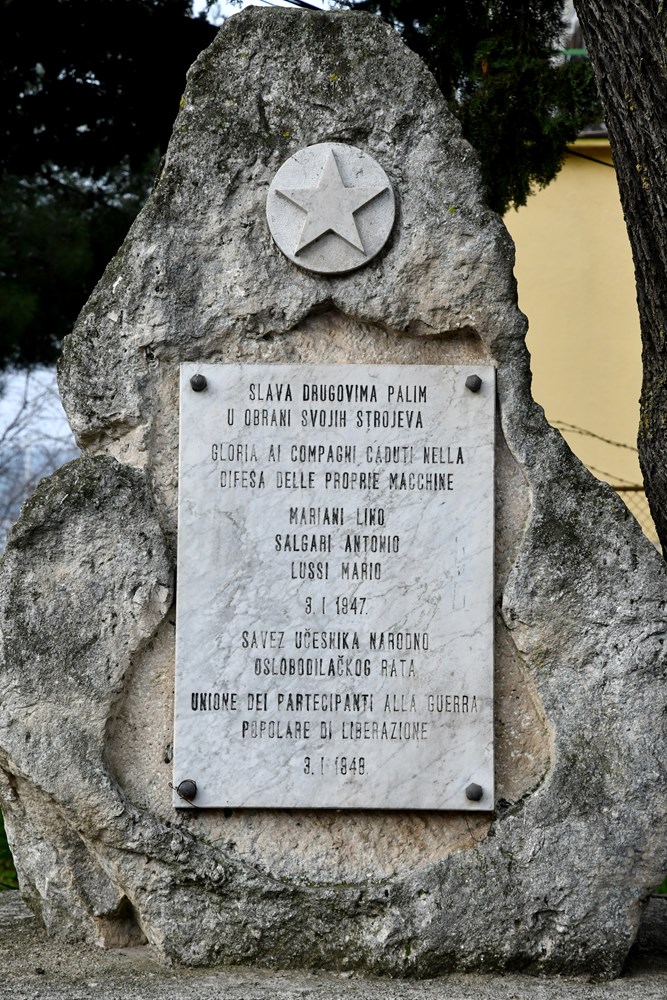 SLAVA DRUGOVIMA PALIM
U OBRANI SVOJIH STROJEVA
GLORIA AI COMPAGNI CADUTI NELLA
DIFESA DELLE PROPRIE MACCHINE
MARIANI LINO
SALGARI ANTONIO
LUSSI MARIO
3. I 1947.
SAVEZ UČESNIKA NARODNO
OSLOBODILAČKOG RATA
UNIONE DEI PARTECIPANTI ALLA GUERRA
POPOLARE DI LIBERAZIONE
3. I 1948.